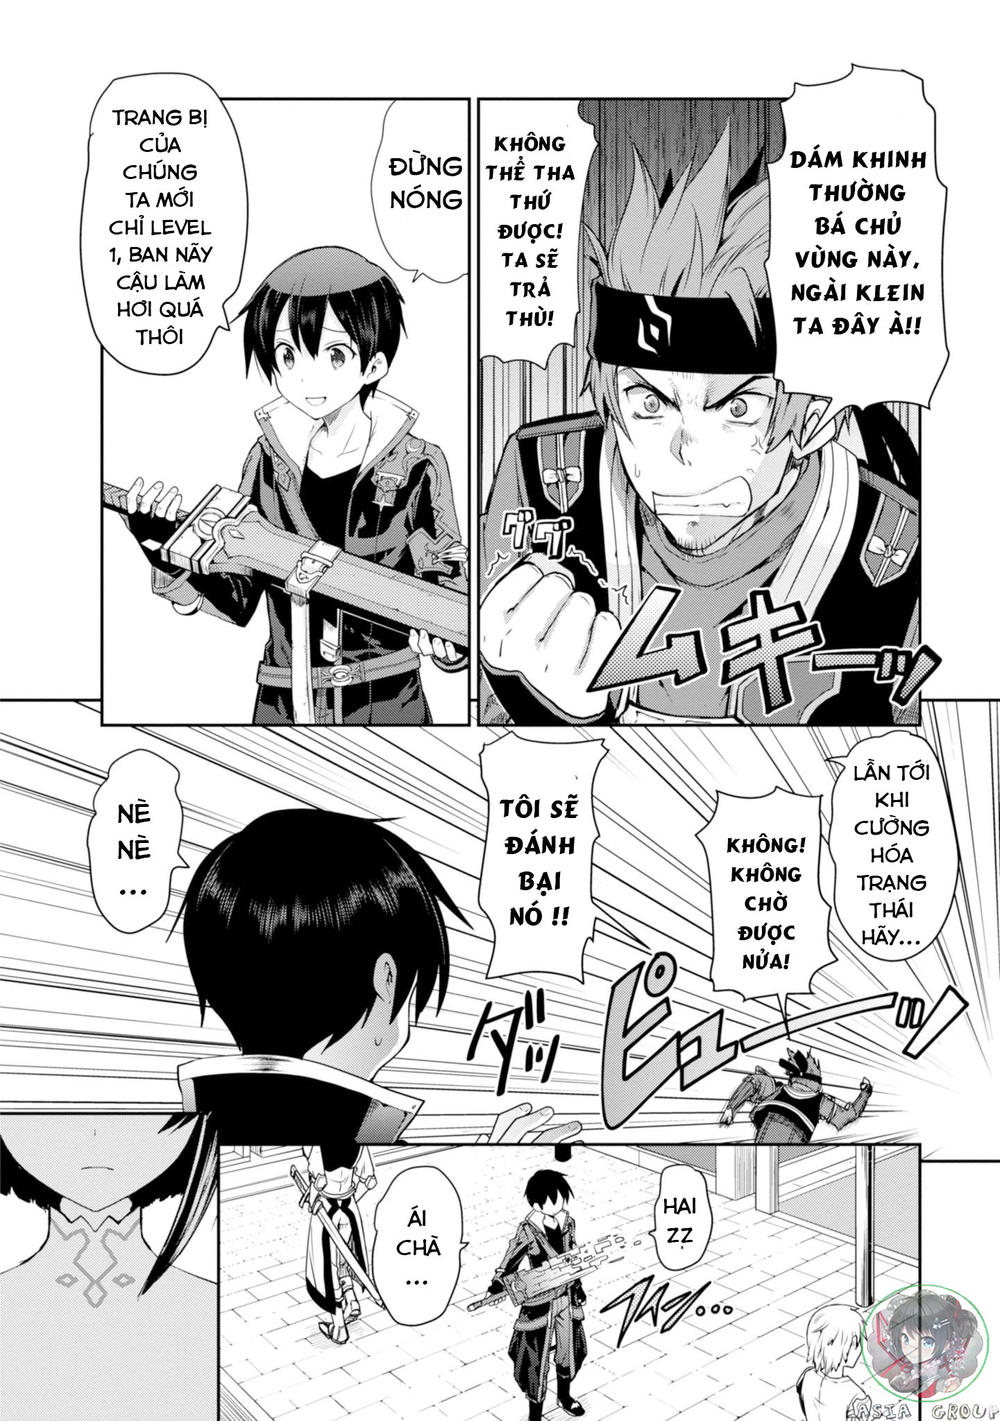 DÁM KHINH
THƯỜNG
BÁ CHỦ
VÙNG NÀY,
NGÀI KLEIN
TA ĐÂY À!!
KHÔNG
THỂ THA
THỨ
ĐƯỢC!
TA SẼ
TRẢ
THÙ!
グググ
ムキーッ
ĐỪNG
NÓNG
TRANG BỊ
CỦA
CHÚNG
TA MỚI
CHỈ LEVEL
1, BAN NÃY
CẬU LÀM
HƠI QUÁ
THÔI
LẦN TỚI
KHI
CƯỜNG
HÓA
TRẠNG
THÁI
HÃY...
KHÔNG!
KHÔNG
CHỜ
ĐƯỢC
NỬA!
TÔI SẼ
ĐÁNH
BẠI
NÓ !!
NÈ
NÈ
...
ダッ
ピューーッ
HAI
ZZ
ÁI
CHÀ
...
ASIA GROUP